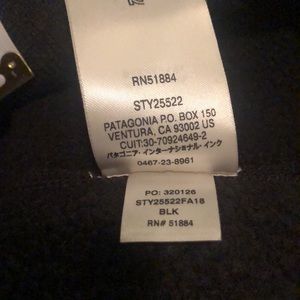 RN51884
STY25522
PATAGONIA P.O. BOX 150
VENTURA, CA 93002 US
CUIT:30-70924649-2
パタゴニア・インターナショナル・インク
0467-23-8961
PO: 320126
STY25522FA18
BLK
RN# 51884